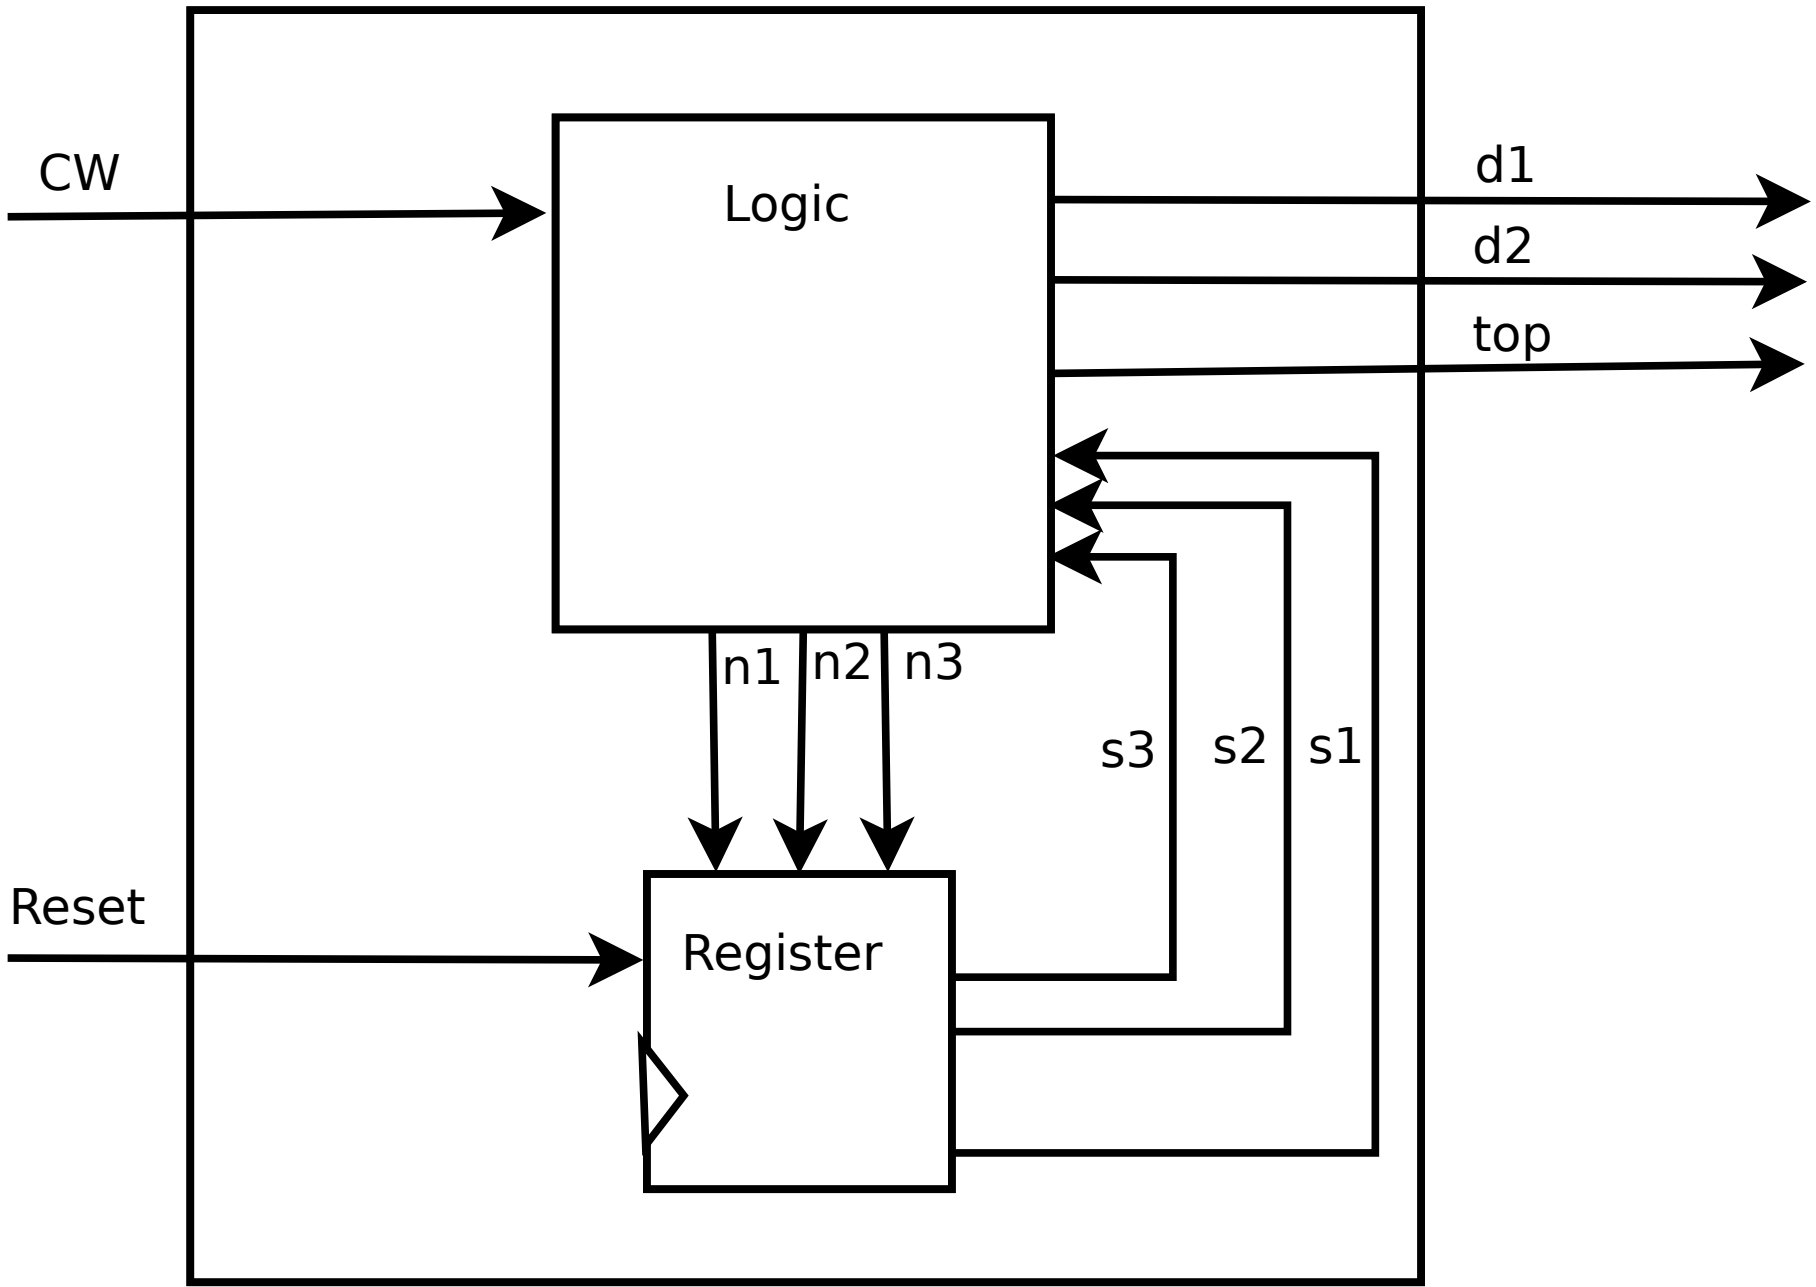 CW
Logic
d1
d2
top
n1
n2
n3
s3
s2
s1
Reset
Register